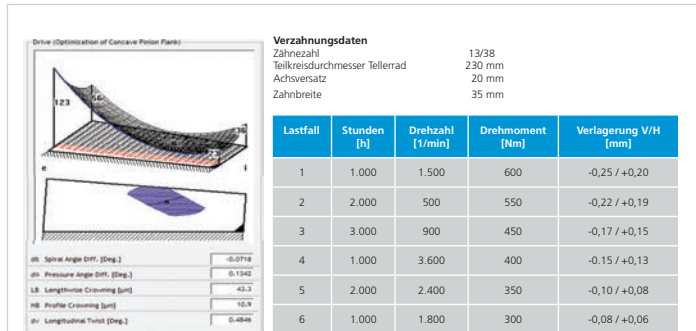 Drive (Optimization of Concave Pinion Flank)
123
56
36
23
e
i
db Spiral Angle Diff. [Deg.] -0.0718
da Pressure Angle Diff. [Deg.] 0.1342
LB Lengthwise Crowning [µm] 43.3
HB Profile Crowning [µm] 10.9
dv Longitudinal Twist [Deg.] 0.4846
Verzahnungsdaten
Zähnezahl 13/38
Teilkreisdurchmesser Tellerrad 230 mm
Achsversatz 20 mm
Zahnbreite 35 mm
Lastfall Stunden [h] Drehzahl [1/min] Drehmoment [Nm] Verlagerung V/H [mm]
1 1.000 1.500 600 -0,25 / +0,20
2 2.000 500 550 -0,22 / +0,19
3 3.000 900 450 -0,17 / +0,15
4 1.000 3.600 400 -0.15 / +0,13
5 2.000 2.400 350 -0,10 / +0,08
6 1.000 1.800 300 -0,08 / +0,06